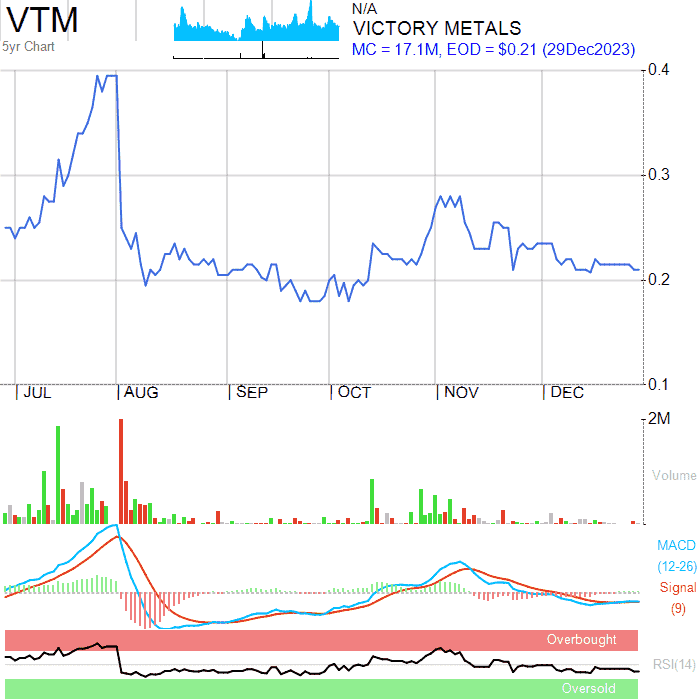 VTM
5yr Chart
N/A
VICTORY METALS
MC = 17.1M, EOD = $0.21 (29Dec2023)
0.4
0.3
0.2
0.1
JUL AUG SEP OCT NOV DEC
2M
Volume
MACD
(12-26)
Signal
(9)
Overbought
RSI(14)
Oversold